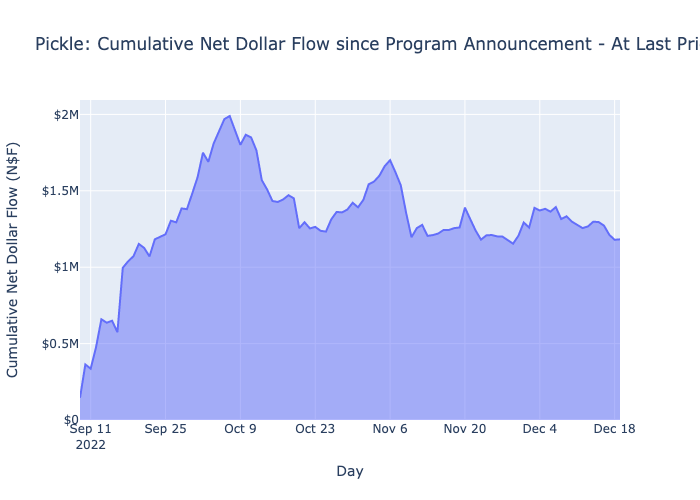 Pickle: Cumulative Net Dollar Flow since Program Announcement - At Last Pri
Cumulative Net Dollar Flow (N$F)
$2M
$1.5M
$1M
$0.5M
$0
Sep 11
2022
Sep 25
Oct 9
Oct 23
Nov 6
Nov 20
Dec 4
Dec 18
Day